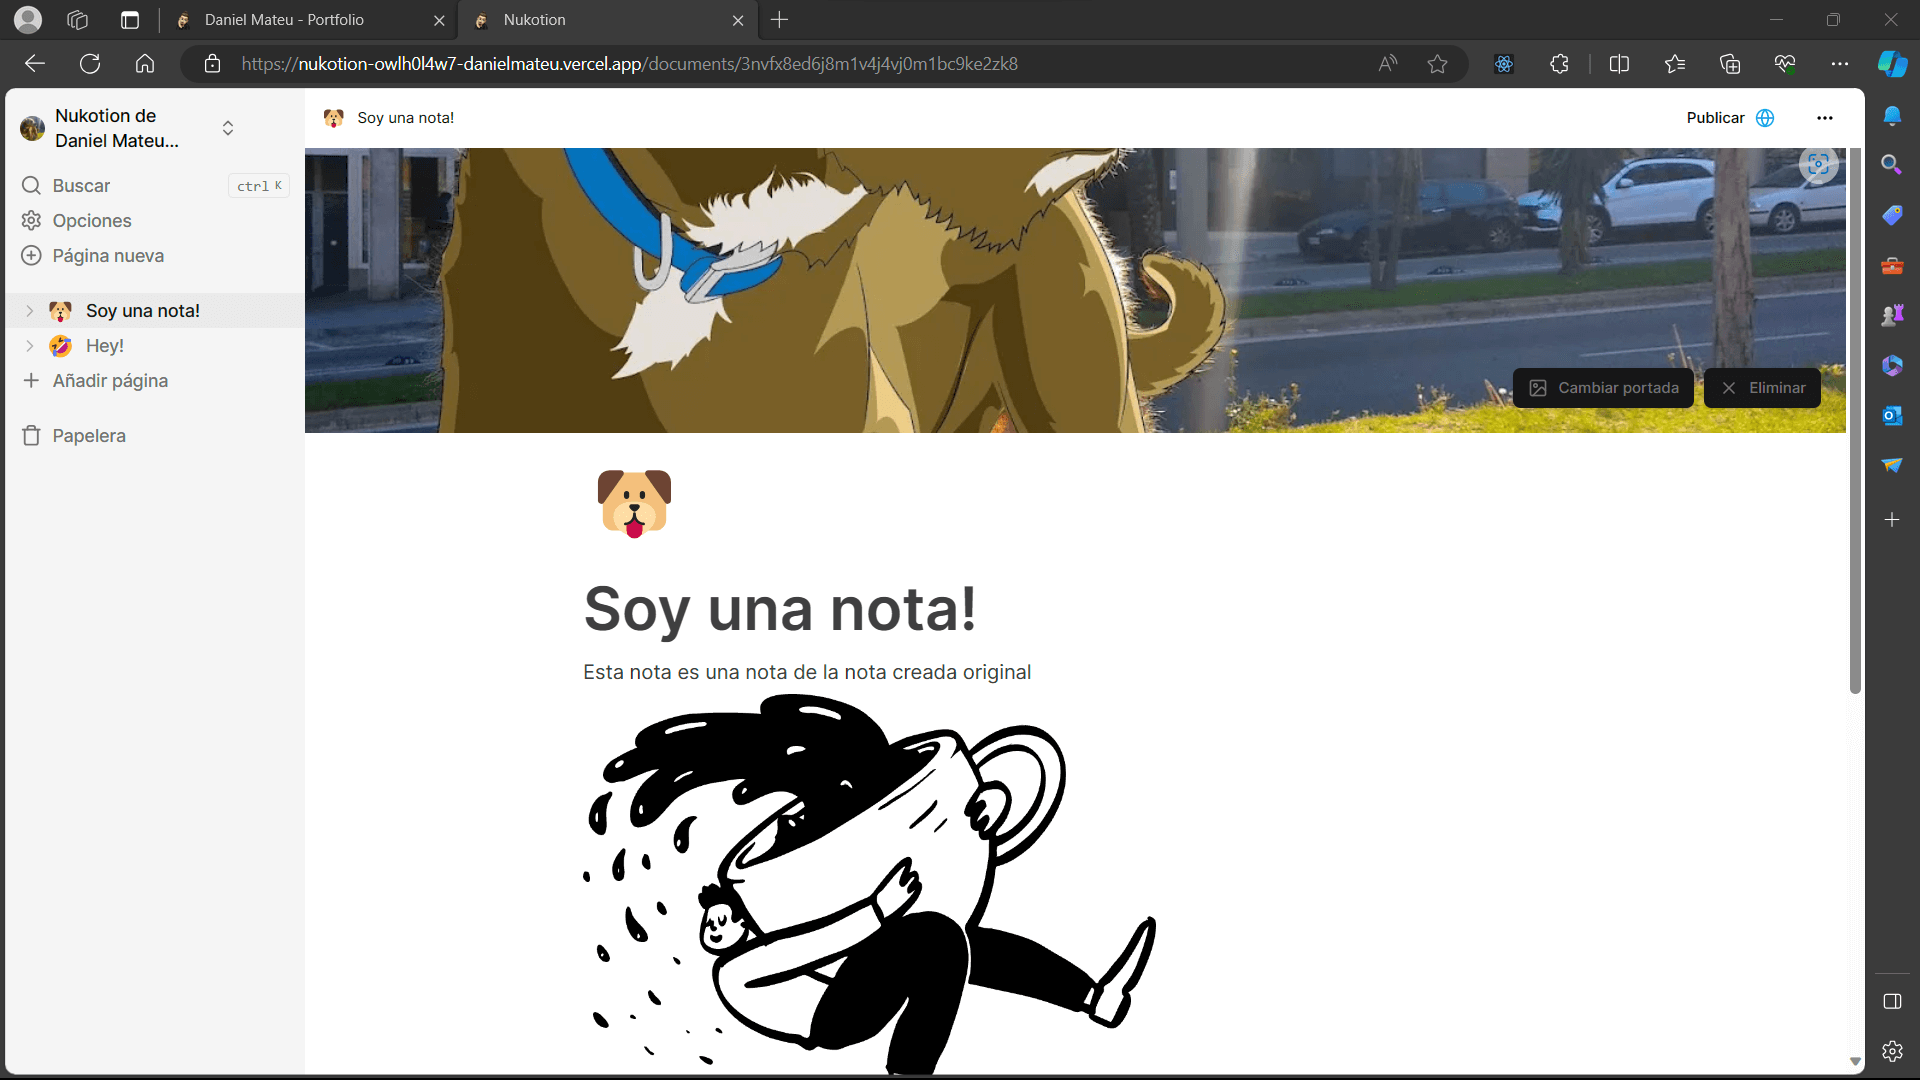 Daniel Mateu - Portfolio
Nukotion
https://nukotion-owlh0l4w7-danielmateu.vercel.app/documents/3nvfx8ed6j8m1v4j4vj0m1bc9ke2zk8
Nukotion de
Daniel Mateu...
Soy una nota!
Publicar
Buscar
ctrl K
Opciones
Página nueva
Soy una nota!
Hey!
Añadir página
Papelera
Cambiar portada
Eliminar
Soy una nota!
Esta nota es una nota de la nota creada original